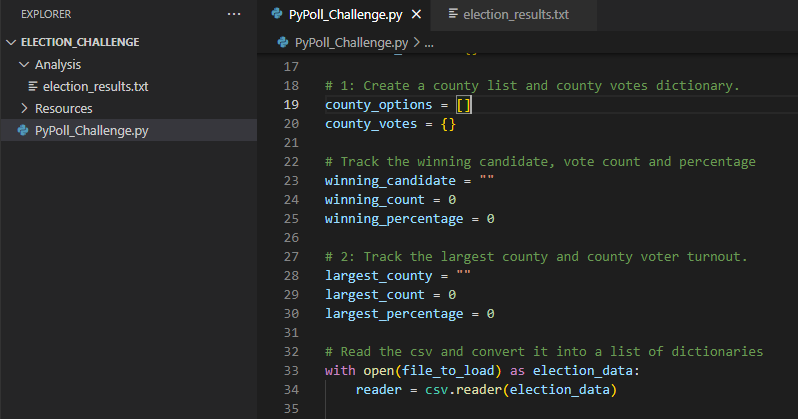 EXPLORER
ELECTION_CHALLENGE
Analysis
election_results.txt
Resources
PyPoll_Challenge.py
PyPoll_Challenge.py
election_results.txt
PyPoll_Challenge.py > ...
17
18 # 1: Create a county list and county votes dictionary.
19 county_options = []
20 county_votes = {}
21
22 # Track the winning candidate, vote count and percentage
23 winning_candidate = ""
24 winning_count = 0
25 winning_percentage = 0
26
27 # 2: Track the largest county and county voter turnout.
28 largest_county = ""
29 largest_count = 0
30 largest_percentage = 0
31
32 # Read the csv and convert it into a list of dictionaries
33 with open(file_to_load) as election_data:
34     reader = csv.reader(election_data)
35